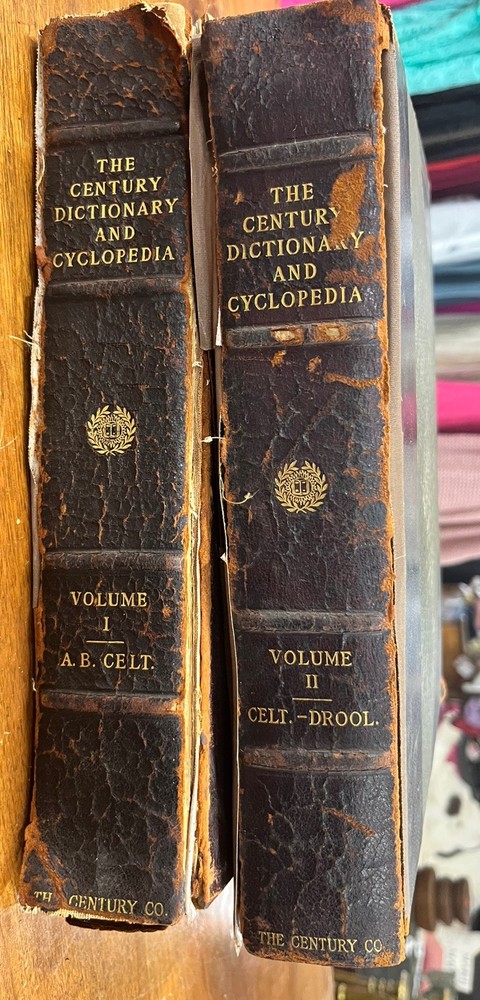 THE
CENTURY
DICTIONARY
AND
CYCLOPEDIA
VOLUME
I
A. B. CELT.
TH CENTURY CO.
THE
CENTURY
DICTIONARY
AND
CYCLOPEDIA
VOLUME
II
CELT.-DROOL.
THE CENTURY CO